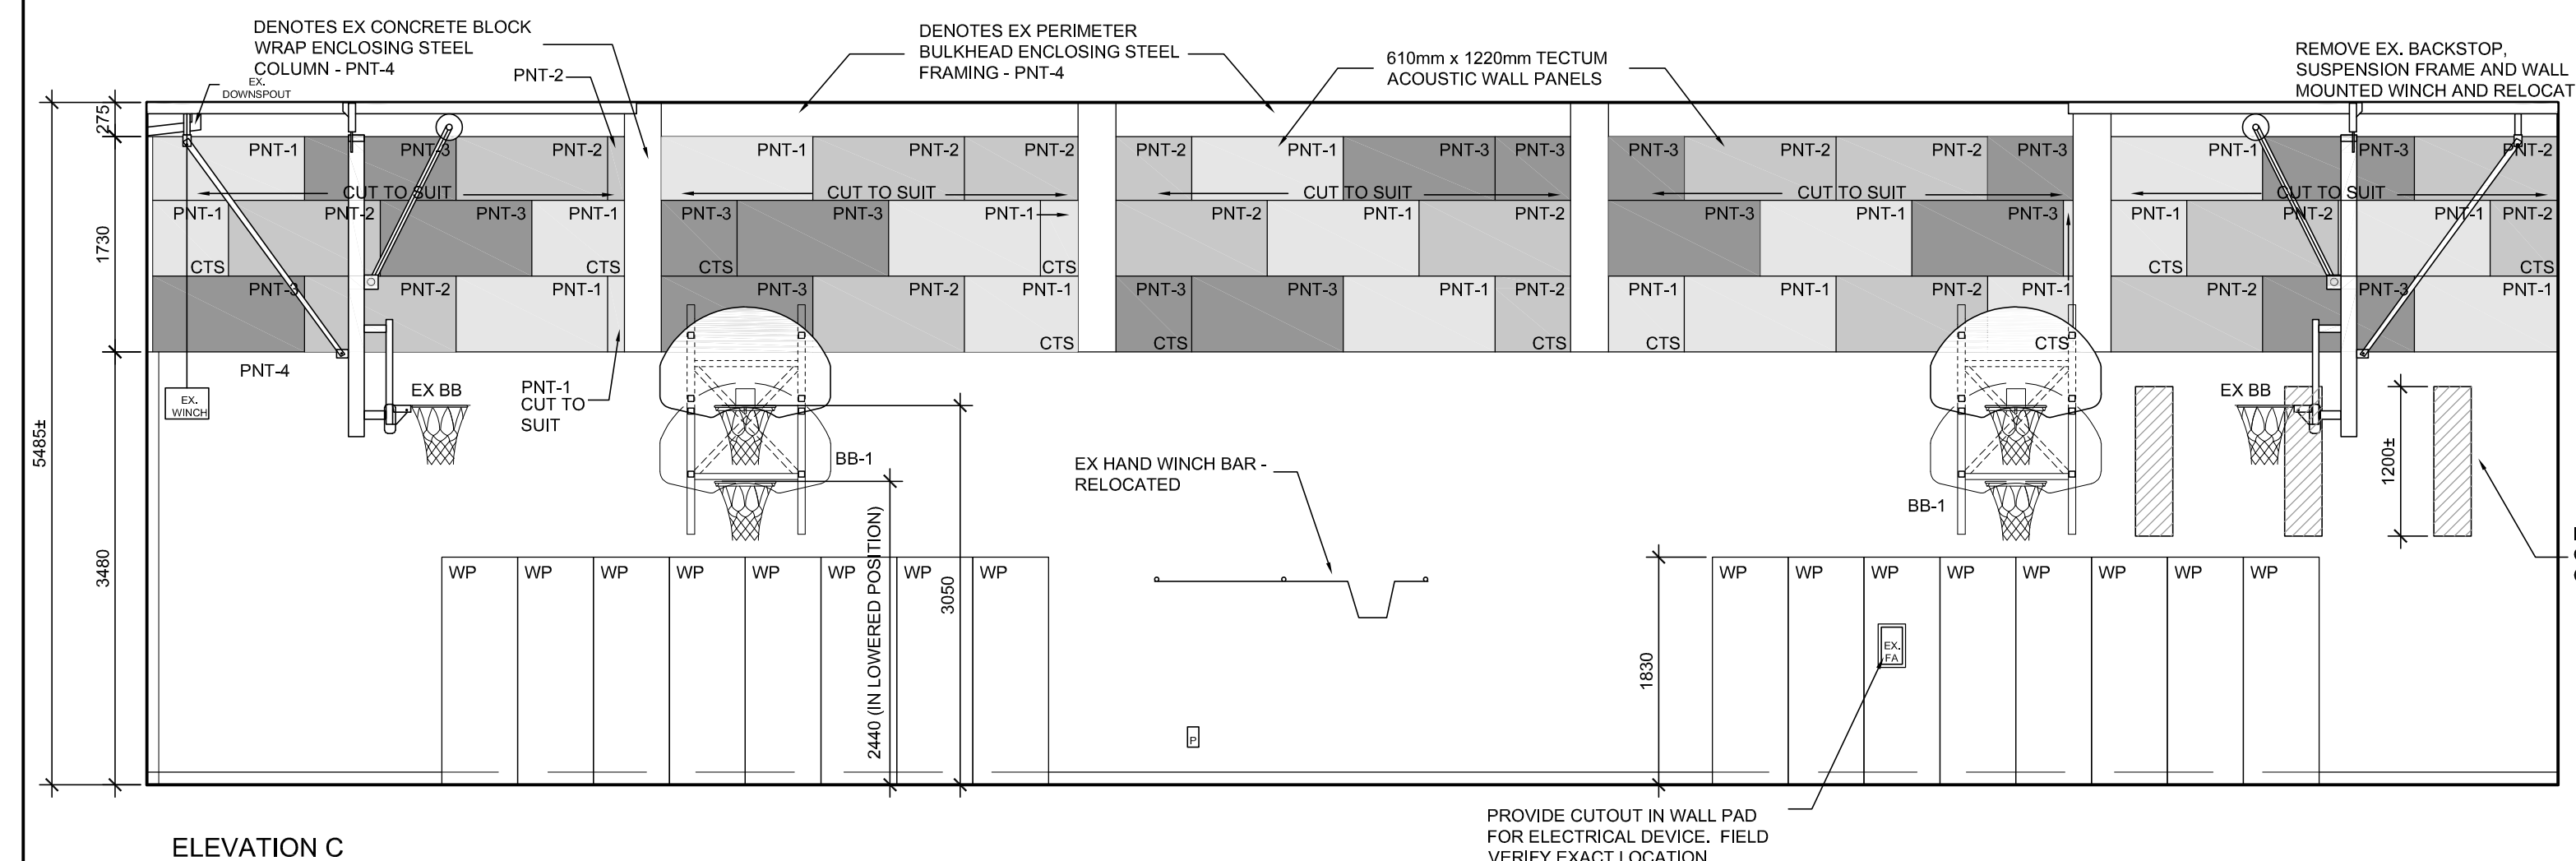 DENOTES EX CONCRETE BLOCK
WRAP ENCLOSING STEEL
COLUMN - PNT-4
EX.
DOWNSPOUT
PNT-2
DENOTES EX PERIMETER
BULKHEAD ENCLOSING STEEL
FRAMING - PNT-4
610mm x 1220mm TECTUM
ACOUSTIC WALL PANELS
REMOVE EX. BACKSTOP,
SUSPENSION FRAME AND WALL
MOUNTED WINCH AND RELOCAT
275
1730
5485±
3480
PNT-1 PNT-3 PNT-2 PNT-1 PNT-2 PNT-2 PNT-2 PNT-1 PNT-3 PNT-3 PNT-3 PNT-2 PNT-2 PNT-3 PNT-1 PNT-3 PNT-2
CUT TO SUIT CUT TO SUIT CUT TO SUIT CUT TO SUIT CUT TO SUIT
PNT-1 PNT-2 PNT-3 PNT-1 PNT-3 PNT-3 PNT-1 PNT-2 PNT-1 PNT-2 PNT-3 PNT-1 PNT-3 PNT-1 PNT-2 PNT-1 PNT-2
CTS CTS CTS CTS CTS CTS
PNT-3 PNT-2 PNT-1 PNT-3 PNT-2 PNT-1 PNT-3 PNT-3 PNT-1 PNT-2 PNT-1 PNT-1 PNT-2 PNT-1 PNT-2 PNT-3 PNT-1
CTS CTS CTS CTS CTS
PNT-4
EX.
WINCH
EX BB
PNT-1
CUT TO
SUIT
BB-1
EX HAND WINCH BAR -
RELOCATED
BB-1
EX BB
1200±
2440 (IN LOWERED POSITION)
3050
1830
WP WP WP WP WP WP WP WP
WP WP WP WP WP WP WP WP
EX.
FA
P
PROVIDE CUTOUT IN WALL PAD
FOR ELECTRICAL DEVICE. FIELD
VERIFY EXACT LOCATION
ELEVATION C